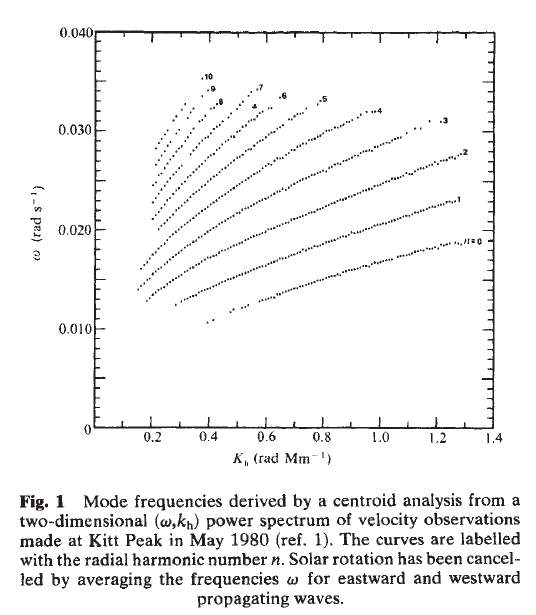 0.040
.10
.9
.8
.7
.6
4
.5
.4
.3
.2
.1
n=0
0.030
ω (rad s⁻¹)
0.020
0.010
0
0.2 0.4 0.6 0.8 1.0 1.2 1.4
Kₕ (rad Mm⁻¹)
Fig. 1 Mode frequencies derived by a centroid analysis from a
two-dimensional (ω,kₕ) power spectrum of velocity observations
made at Kitt Peak in May 1980 (ref. 1). The curves are labelled
with the radial harmonic number n. Solar rotation has been cancel-
led by averaging the frequencies ω for eastward and westward
propagating waves.